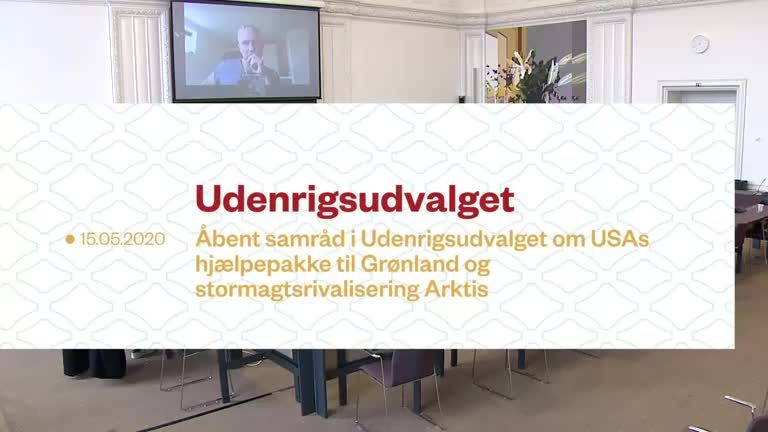 Udenrigsudvalget
15.05.2020
Åbent samråd i Udenrigsudvalget om USAs
hjælpepakke til Grønland og
stormagtsrivalisering Arktis